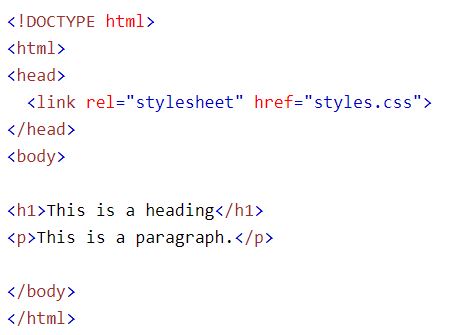 <!DOCTYPE html>
<html>
<head>
<link rel="stylesheet" href="styles.css">
</head>
<body>
<h1>This is a heading</h1>
<p>This is a paragraph.</p>
</body>
</html>